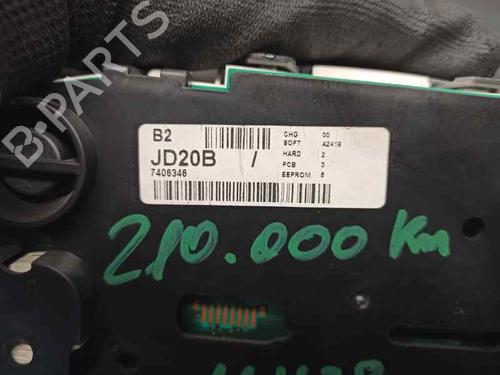 B-PARTS
B2
CHG 00
SOFT A2419
JD20B /
HARD 2
7406346
PCB 3
EEPROM 5
210.000 Km